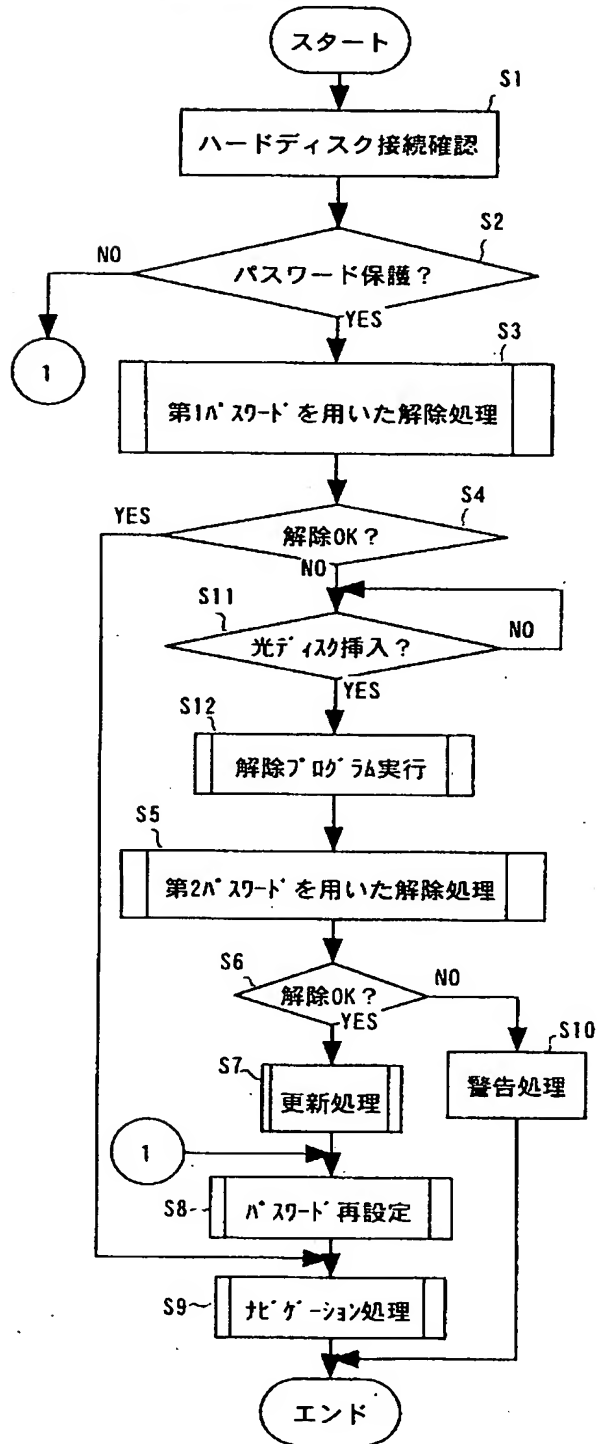 スタート
S1
ハードディスク接続確認
S2
NO
パスワード保護?
YES
1
S3
第1パスワードを用いた解除処理
S4
YES
解除OK?
NO
S11
光ディスク挿入?
NO
YES
S12
解除プログラム実行
S5
第2パスワードを用いた解除処理
S6
解除OK?
NO
YES
S10
S7
更新処理
警告処理
1
S8
パスワード再設定
S9
ナビゲーション処理
エンド